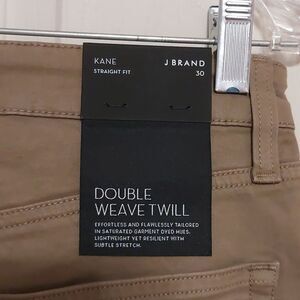 KANE
J BRAND
STRAIGHT FIT
30
DOUBLE
WEAVE TWILL
EFFORTLESS AND FLAWLESSLY TAILORED
IN SATURATED GARMENT DYED HUES.
LIGHTWEIGHT YET RESILIENT WITH
SUBTLE STRETCH.